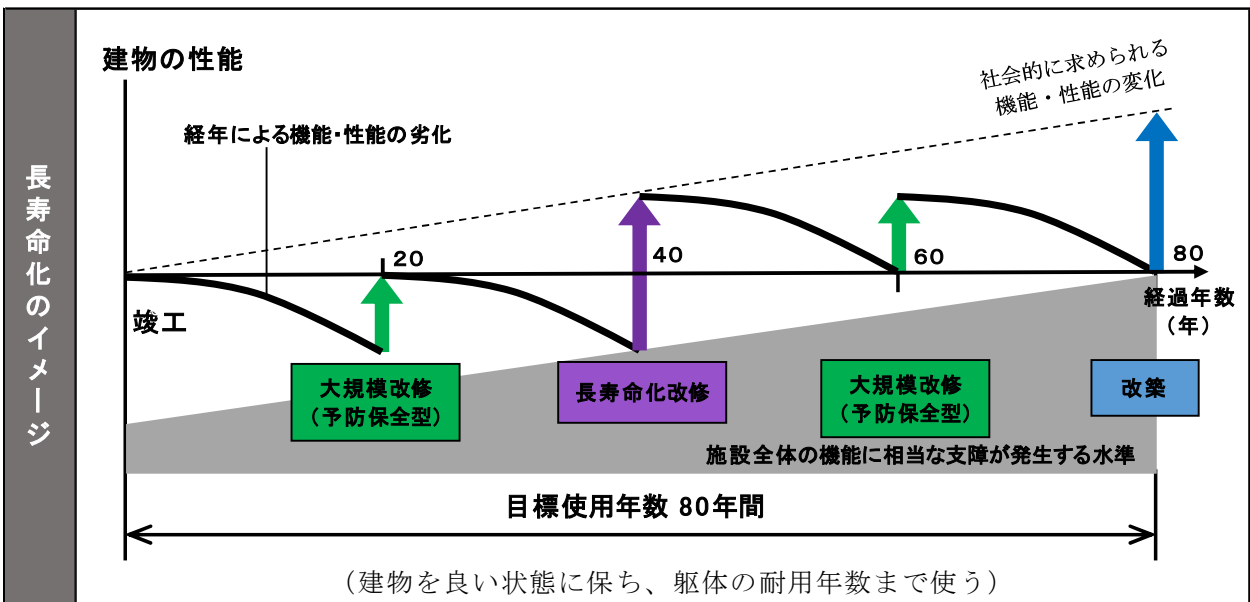 長寿命化のイメージ
建物の性能
社会的に求められる
機能・性能の変化
経年による機能・性能の劣化
20
40
60
80
竣工
経過年数
(年)
大規模改修
(予防保全型)
長寿命化改修
大規模改修
(予防保全型)
改築
施設全体の機能に相当な支障が発生する水準
目標使用年数 80年間
(建物を良い状態に保ち、躯体の耐用年数まで使う)